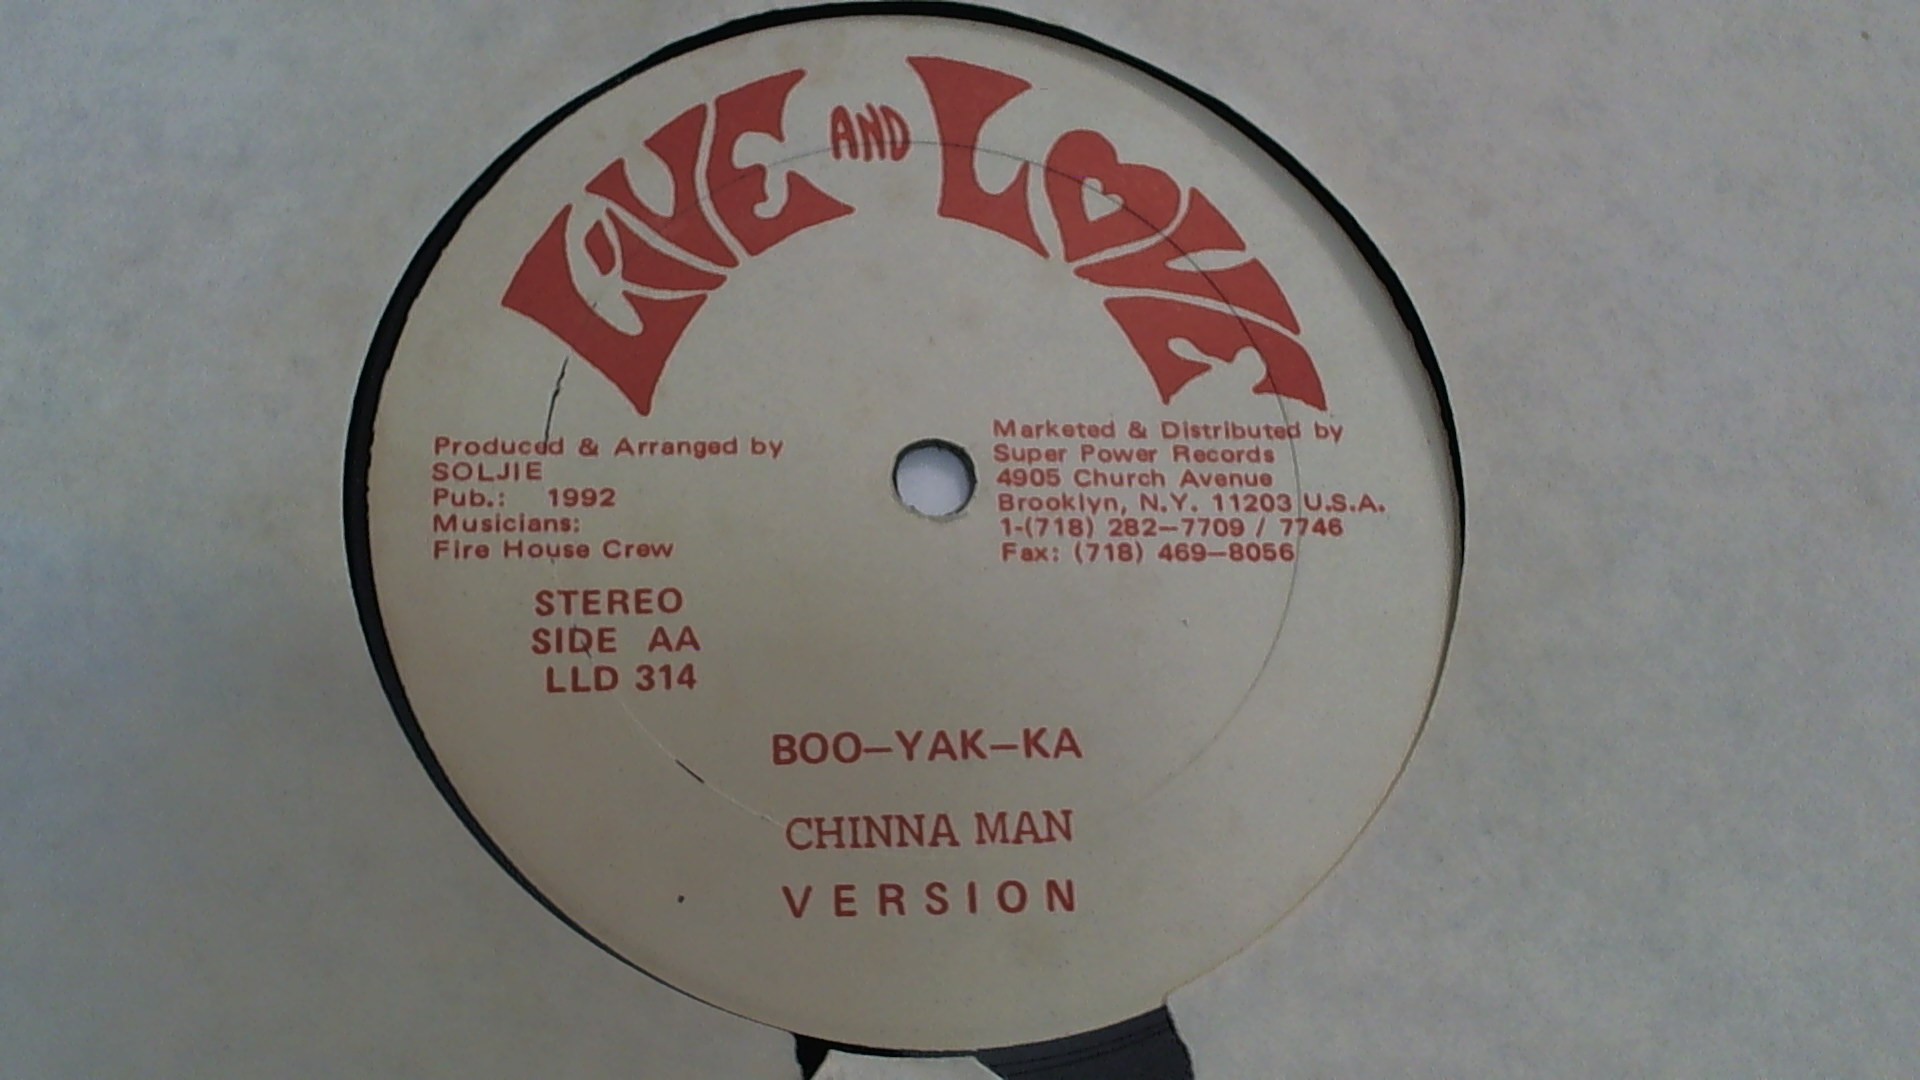 LIVE AND LOVE
Produced & Arranged by
SOLJIE
Pub.: 1992
Musicians:
Fire House Crew
Marketed & Distributed by
Super Power Records
4905 Church Avenue
Brooklyn, N.Y. 11203 U.S.A.
1-(718) 282-7709 / 7746
Fax: (718) 469-8056
STEREO
SIDE AA
LLD 314
BOO-YAK-KA
CHINNA MAN
VERSION